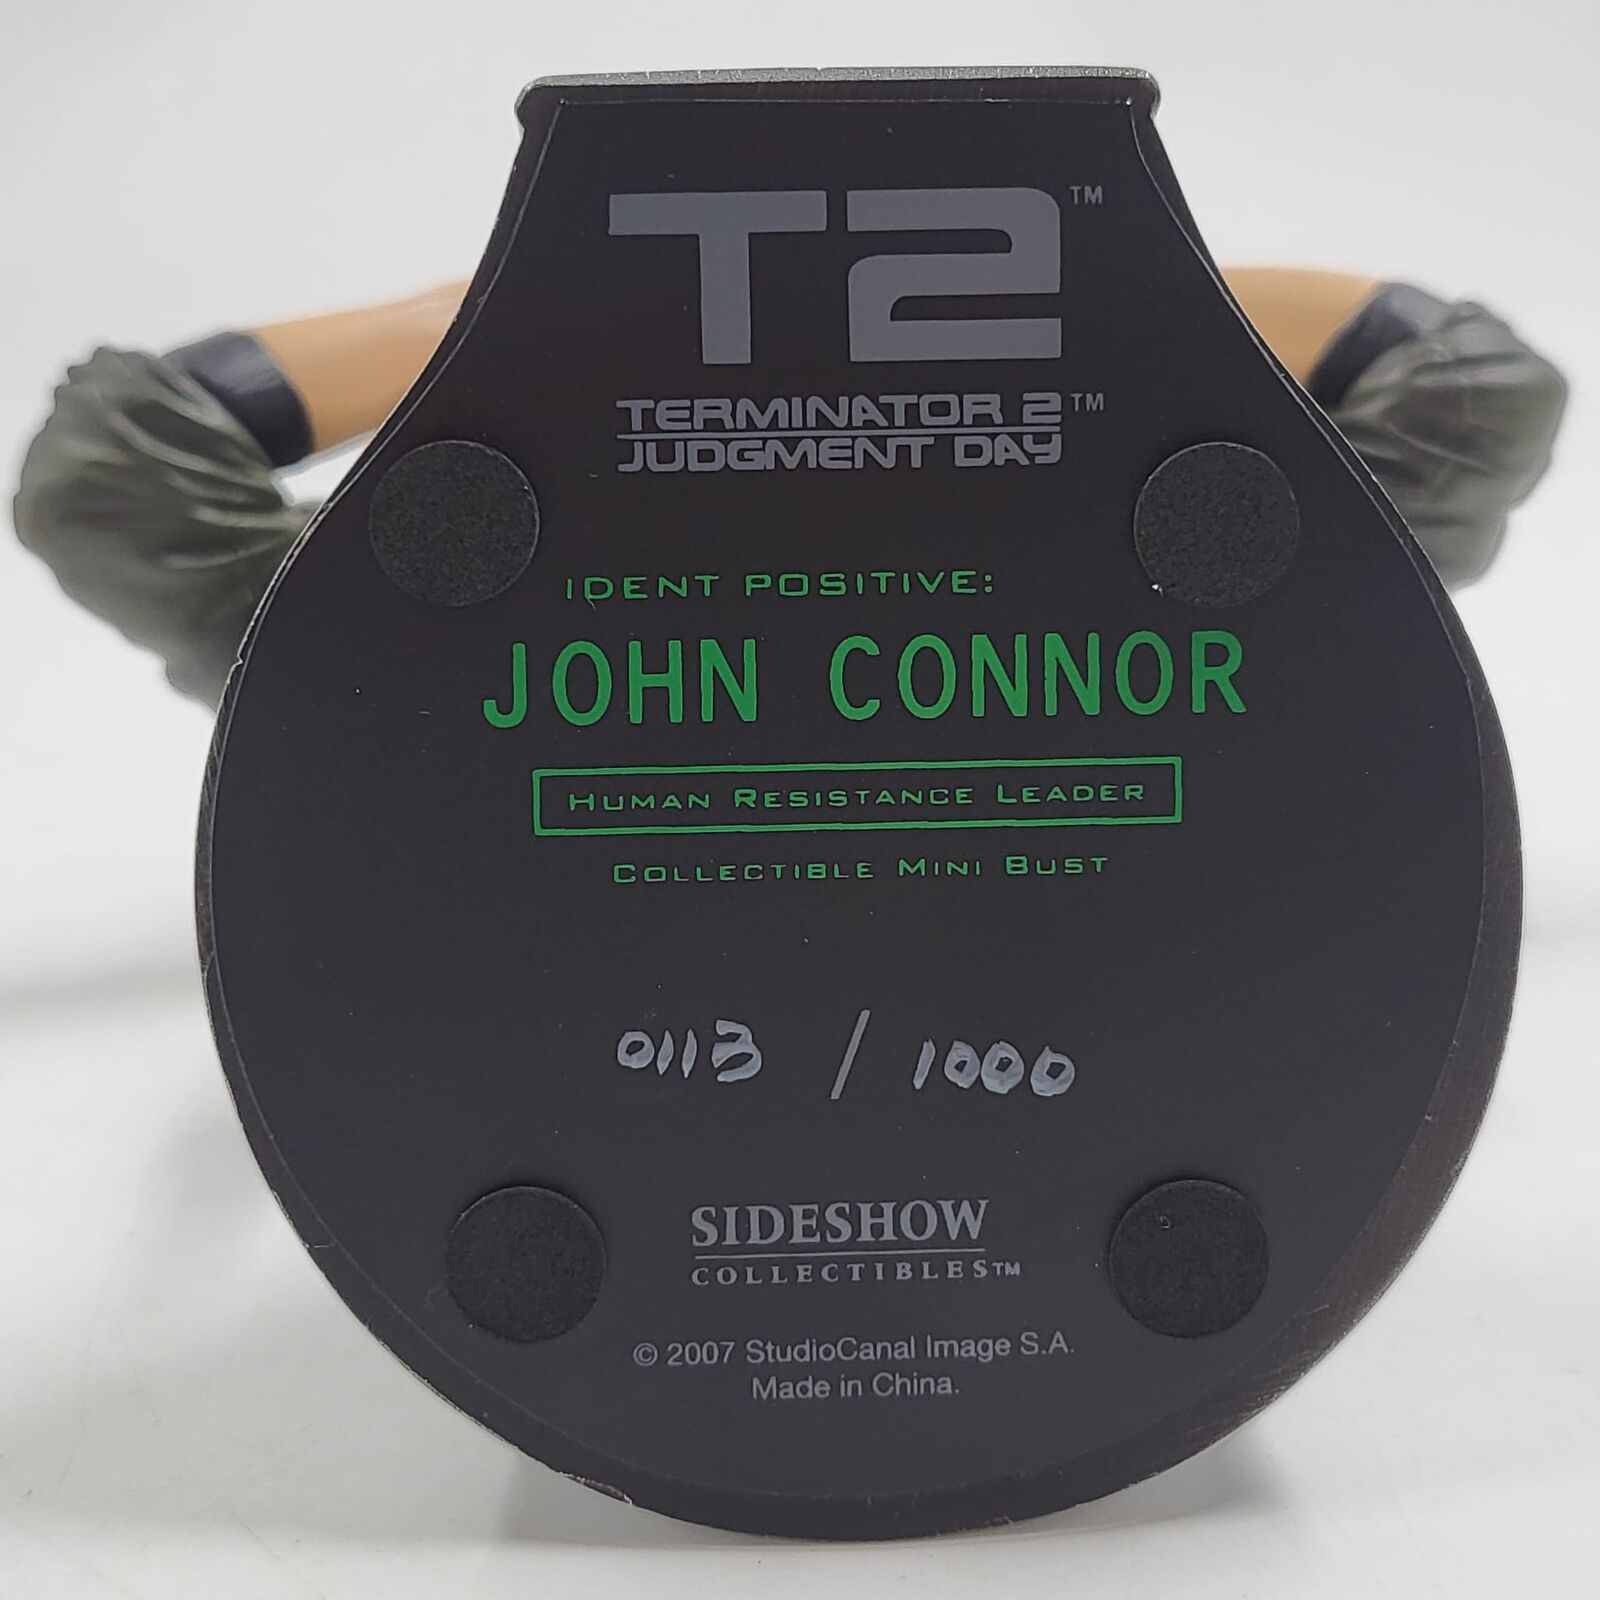 T2™
TERMINATOR 2™
JUDGMENT DAY
IDENT POSITIVE:
JOHN CONNOR
HUMAN RESISTANCE LEADER
COLLECTIBLE MINI BUST
0113 / 1000
SIDESHOW
COLLECTIBLES™
© 2007 StudioCanal Image S.A.
Made in China.